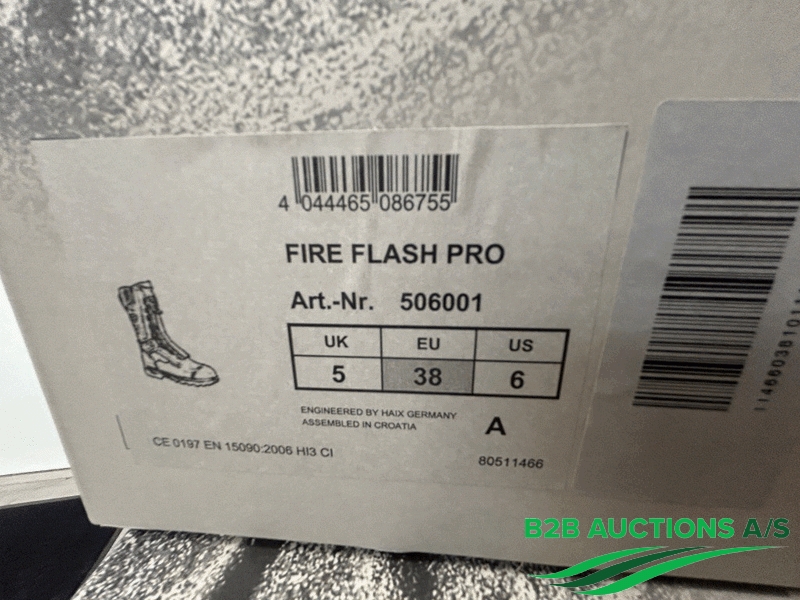 4 044465 086755
FIRE FLASH PRO
Art.-Nr. 506001
UK EU US
5 38 6
ENGINEERED BY HAIX GERMANY
ASSEMBLED IN CROATIA
A
CE 0197 EN 15090:2006 HI3 CI
80511466
B2B AUCTIONS A/S